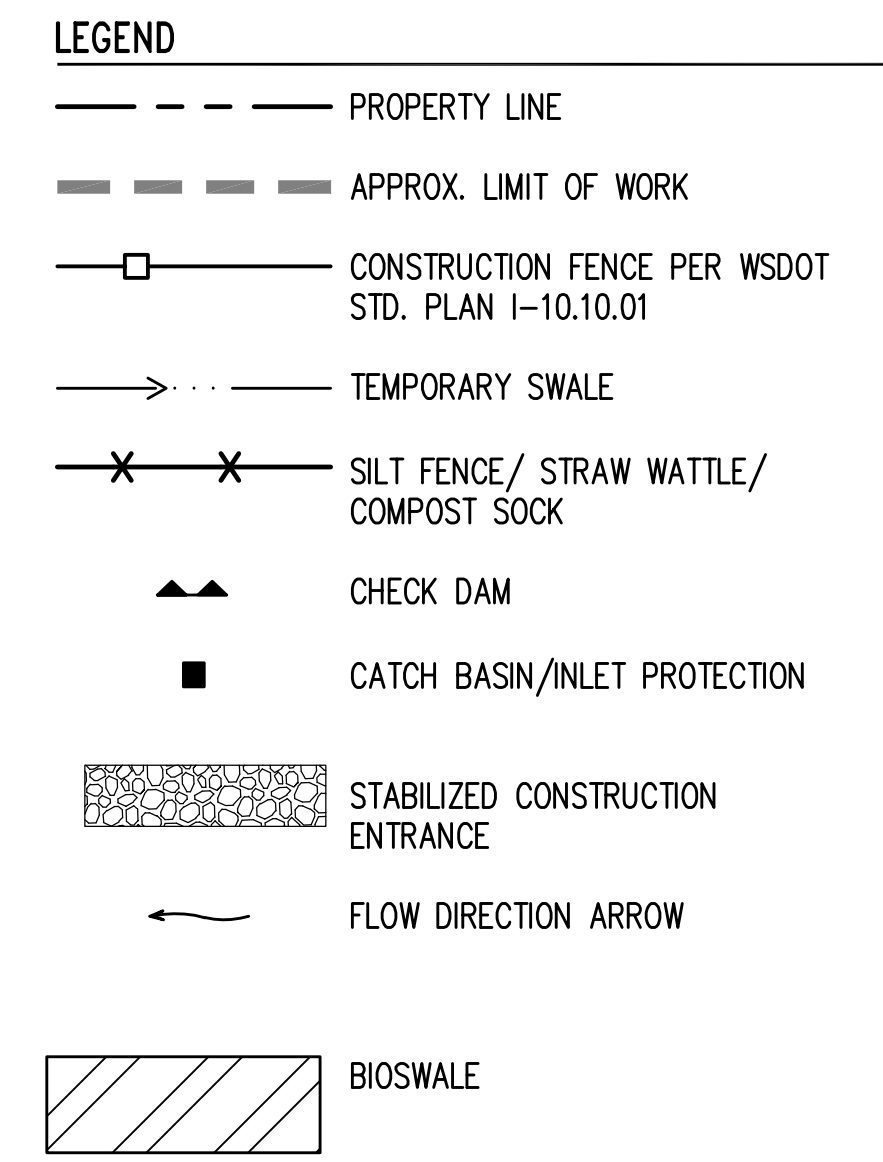 LEGEND
PROPERTY LINE
APPROX. LIMIT OF WORK
CONSTRUCTION FENCE PER WSDOT
STD. PLAN I-10.10.01
TEMPORARY SWALE
SILT FENCE/ STRAW WATTLE/
COMPOST SOCK
CHECK DAM
CATCH BASIN/INLET PROTECTION
STABILIZED CONSTRUCTION
ENTRANCE
FLOW DIRECTION ARROW
BIOSWALE